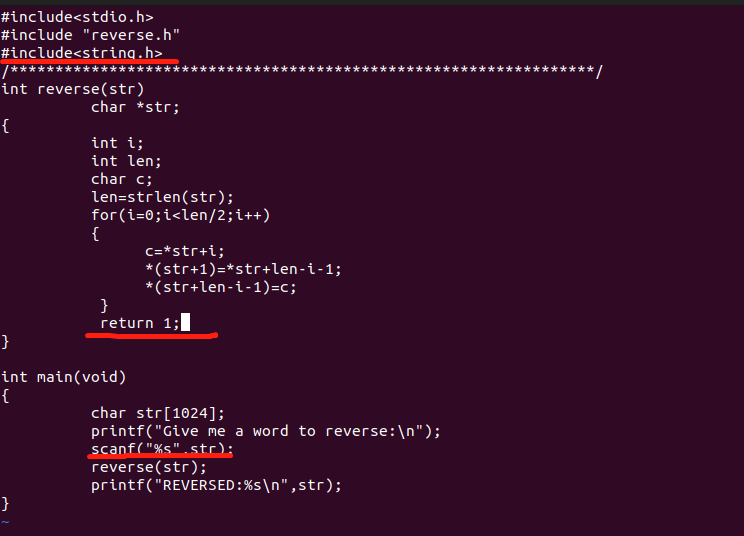 #include<stdio.h>
#include "reverse.h"
#include<string.h>
/****************************************************************/
int reverse(str)
char *str;
{
int i;
int len;
char c;
len=strlen(str);
for(i=0;i<len/2;i++)
{
c=*str+i;
*(str+1)=*str+len-i-1;
*(str+len-i-1)=c;
}
return 1;
}
int main(void)
{
char str[1024];
printf("Give me a word to reverse:\n");
scanf("%s",str);
reverse(str);
printf("REVERSED:%s\n",str);
}
~